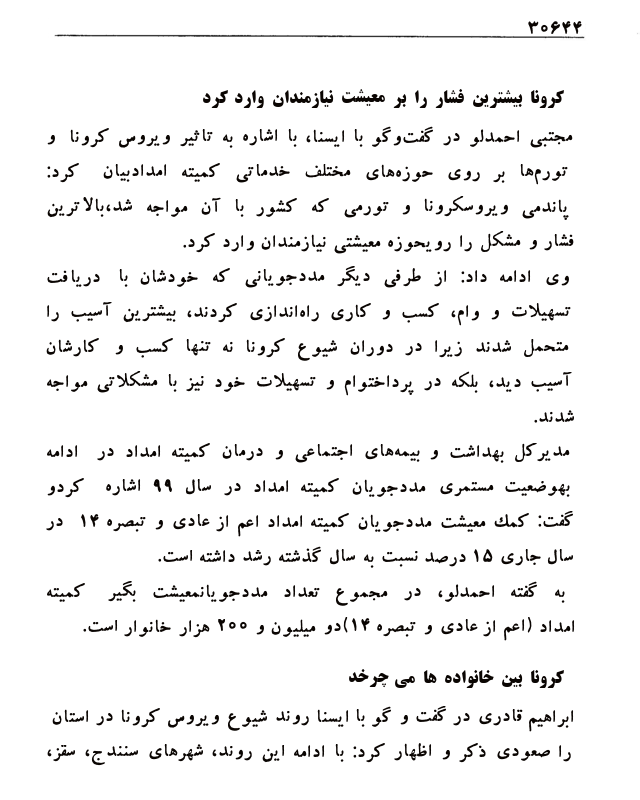 ۳۰۶۴۴
کرونا بیشترین فشار را بر معیشت نیازمندان وارد کرد
مجتبی احمدلو در گفت‌وگو با ایسنا، با اشاره به تاثیر ویروس کرونا و
تورم‌ها بر روی حوزه‌های مختلف خدماتی کمیته امدادبیان کرد:
پاندمی ویروسکرونا و تورمی که کشور با آن مواجه شد،بالاترین
فشار و مشکل را رویحوزه معیشتی نیازمندان وارد کرد.
وی ادامه داد: از طرفی دیگر مددجویانی که خودشان با دریافت
تسهیلات و وام، کسب و کاری راه‌اندازی کردند، بیشترین آسیب را
متحمل شدند زیرا در دوران شیوع کرونا نه تنها کسب و کارشان
آسیب دید، بلکه در پرداختوام و تسهیلات خود نیز با مشکلاتی مواجه
شدند.
مدیرکل بهداشت و بیمه‌های اجتماعی و درمان کمیته امداد در ادامه
بهوضعیت مستمری مددجویان کمیته امداد در سال ۹۹ اشاره کردو
گفت: کمك معیشت مددجویان کمیته امداد اعم از عادی و تبصره ۱۴ در
سال جاری ۱۵ درصد نسبت به سال گذشته رشد داشته است.
به گفته احمدلو، در مجموع تعداد مددجویانمعیشت بگیر کمیته
امداد (اعم از عادی و تبصره ۱۴)دو میلیون و ۲۰۰ هزار خانوار است.
کرونا بین خانواده ها می چرخد
ابراهیم قادری در گفت و گو با ایسنا روند شیوع ویروس کرونا در استان
را صعودی ذکر و اظهار کرد: با ادامه این روند، شهرهای سنندج، سقز،